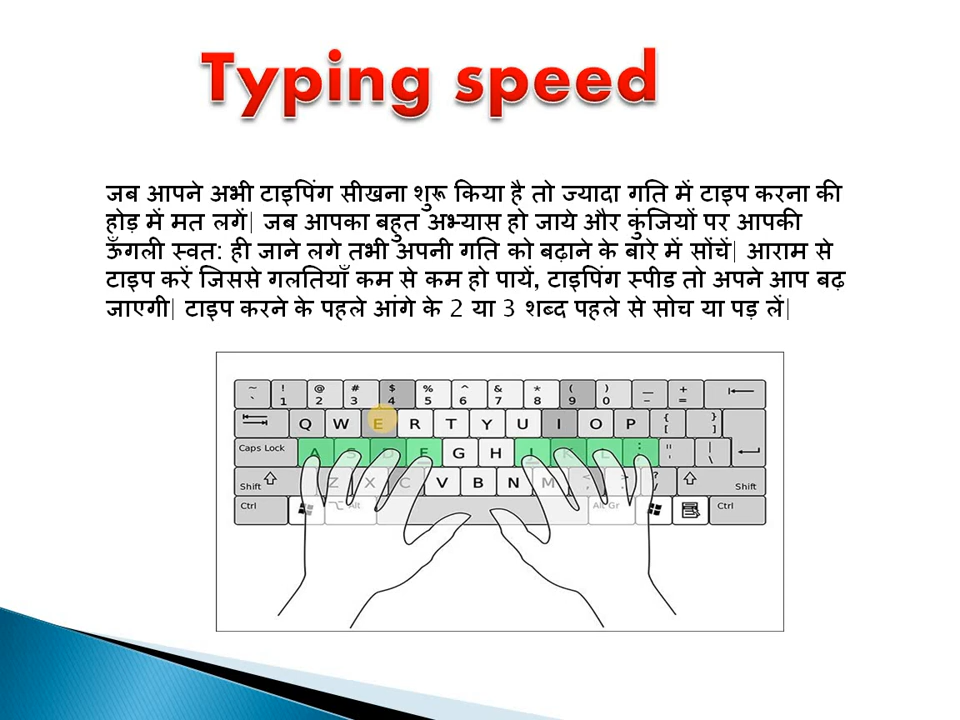 Typing speed
जब आपने अभी टाइपिंग सीखना शुरू किया है तो ज्यादा गति में टाइप करना की
होड़ में मत लगें| जब आपका बहुत अभ्यास हो जाये और कुंजियों पर आपकी
ऊँगली स्वत: ही जाने लगे तभी अपनी गति को बढ़ाने के बारे में सोंचें| आराम से
टाइप करें जिससे गलतियाँ कम से कम हो पायें, टाइपिंग स्पीड तो अपने आप बढ़
जाएगी| टाइप करने के पहले आंगे के 2 या 3 शब्द पहले से सोच या पड़ लें|
~ ! @ # $ % ^ & * ( ) _ +
` 1 2 3 4 5 6 7 8 9 0 - =
Q W E R T Y U I O P { [ } ]
Caps Lock A S D F G H J K L : ; " ' | \
Shift Z X C V B N M < , > . ? / Shift
Ctrl Alt Alt Gr Ctrl